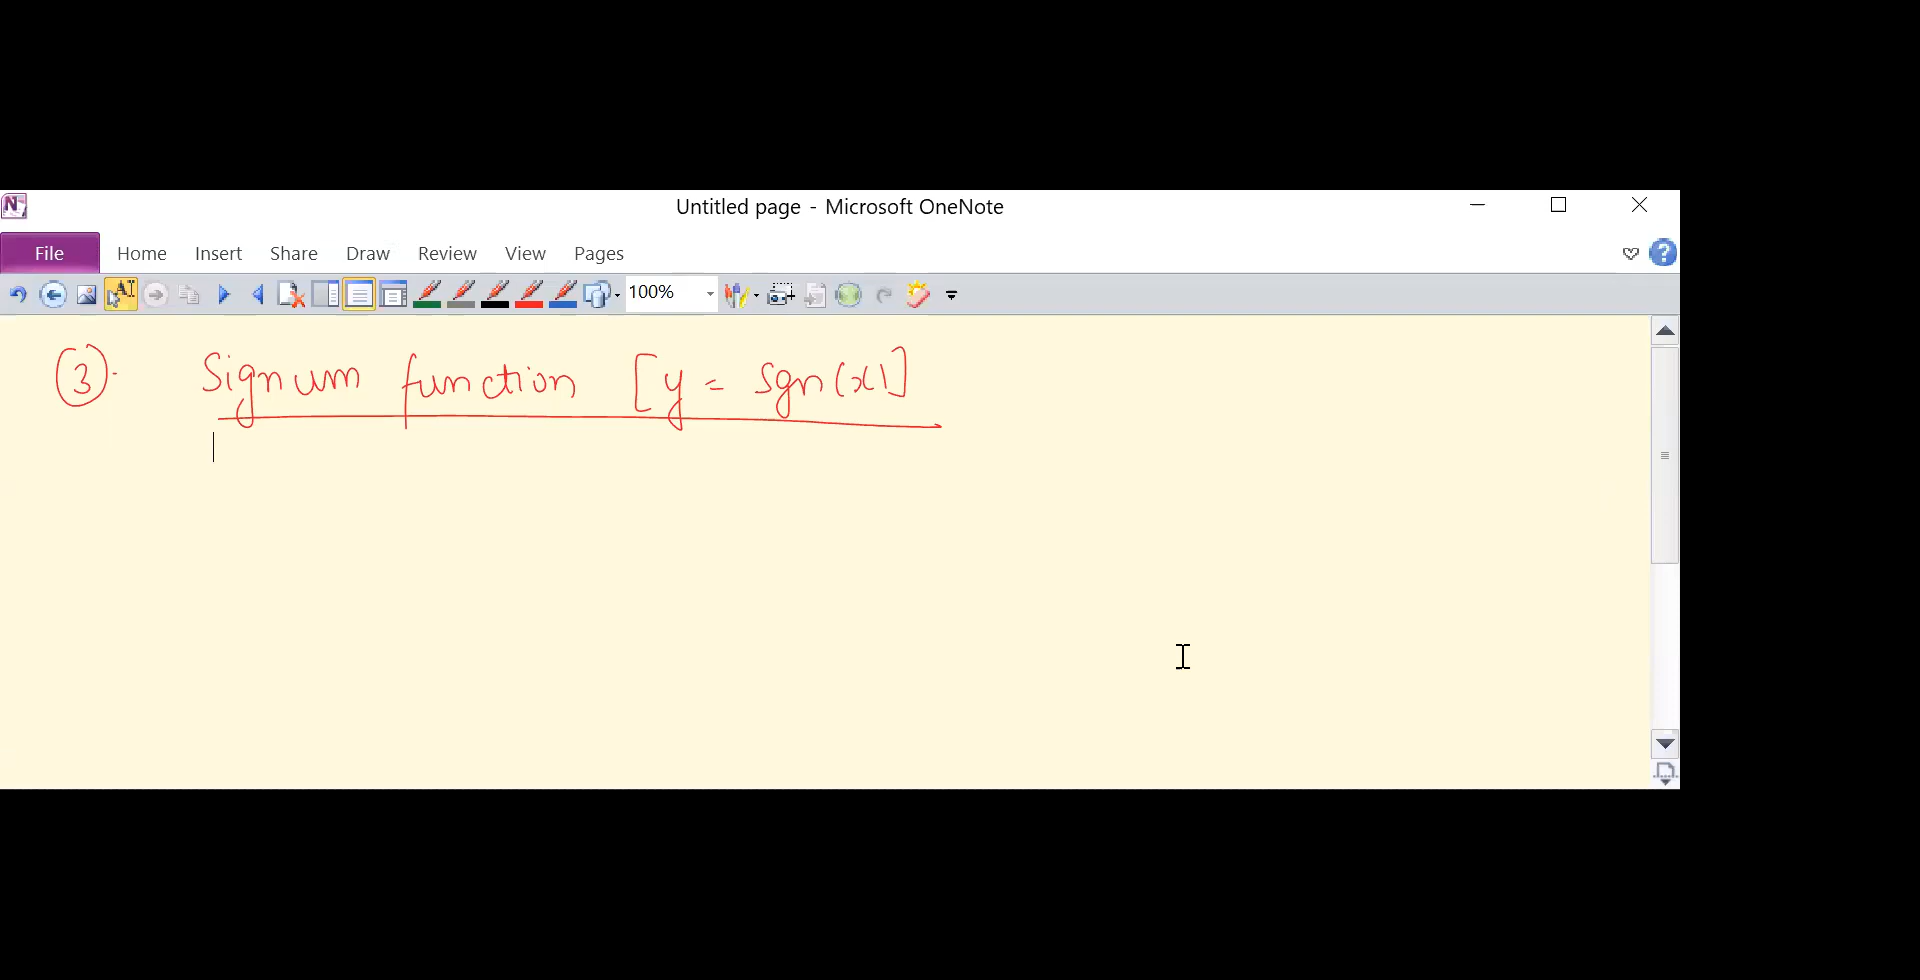 Untitled page - Microsoft OneNote
File Home Insert Share Draw Review View Pages
100%
(3). Signum function [y = sgn(x)]